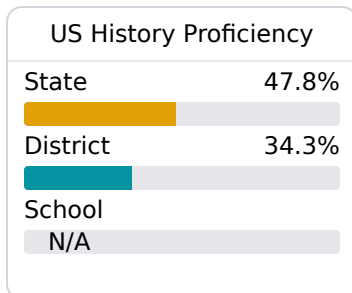 US History Proficiency
State 47.8%
District 34.3%
School
N/A